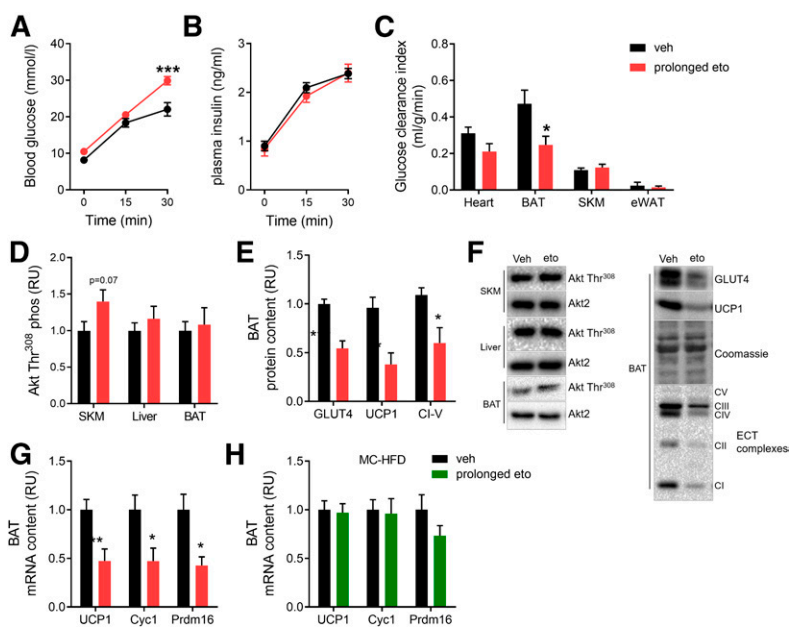 A
Blood glucose (mmol/l)
40
30
20
10
0
***
0 15 30
Time (min)
B
plasma insulin (ng/ml)
3
2
1
0
0 15 30
Time (min)
C
Glucose clearance index
(ml/g/min)
0.8
0.6
0.4
0.2
0.0
*
Heart BAT SKM eWAT
veh
prolonged eto
D
Akt Thr308 phos (RU)
2.0
1.5
1.0
0.5
0.0
p=0.07
SKM Liver BAT
E
BAT
protein content (RU)
1.5
1.0
0.5
0.0
*
*
GLUT4 UCP1 CI-V
F
Veh eto
SKM
Akt Thr308
Akt2
Liver
Akt Thr308
Akt2
BAT
Akt Thr308
Akt2
Veh eto
BAT
GLUT4
UCP1
Coomassie
CV
CIII
CIV
CII
ECT
complexes
CI
G
BAT
mRNA content (RU)
1.5
1.0
0.5
0.0
**
*
*
UCP1 Cyc1 Prdm16
veh
prolonged eto
H
MC-HFD
BAT
mRNA content (RU)
1.5
1.0
0.5
0.0
UCP1 Cyc1 Prdm16
veh
prolonged eto